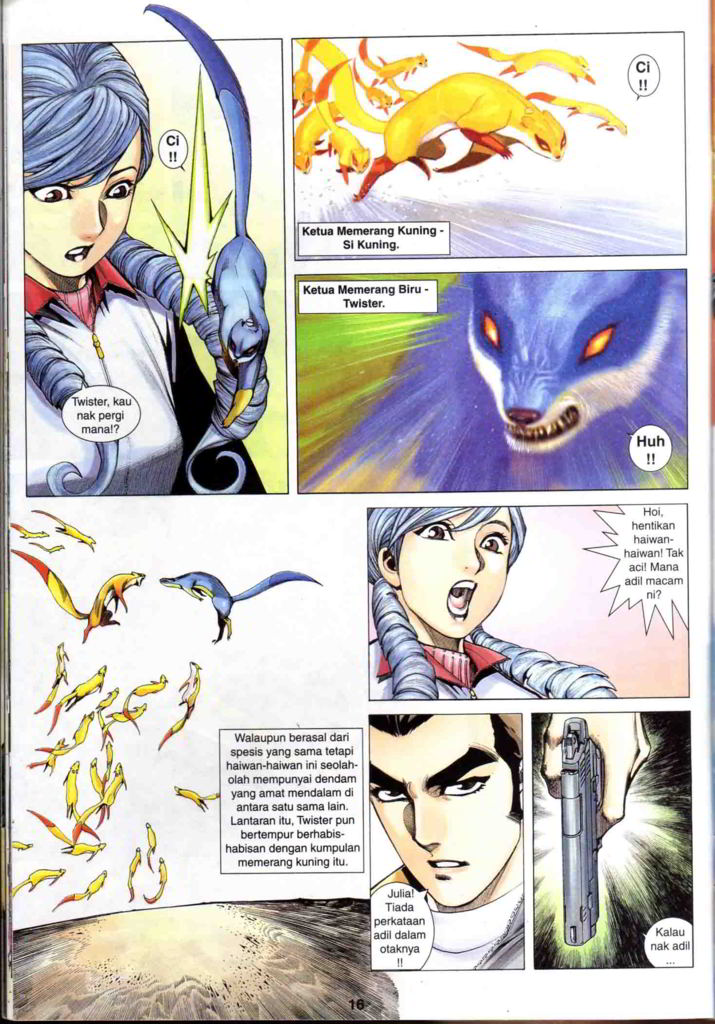 Ci
!!
Twister, kau
nak pergi
mana!?
Ci
!!
Ketua Memerang Kuning -
Si Kuning.
Ketua Memerang Biru -
Twister.
Huh
!!
Walaupun berasal dari
spesis yang sama tetapi
haiwan-haiwan ini seolah-
olah mempunyai dendam
yang amat mendalam di
antara satu sama lain.
Lantaran itu, Twister pun
bertempur berhabis-
habisan dengan kumpulan
memerang kuning itu.
Hoi,
hentikan
haiwan-
haiwan! Tak
aci! Mana
adil macam
ni?
Julia!
Tiada
perkataan
adil dalam
otaknya
!!
Kalau
nak adil
...
16